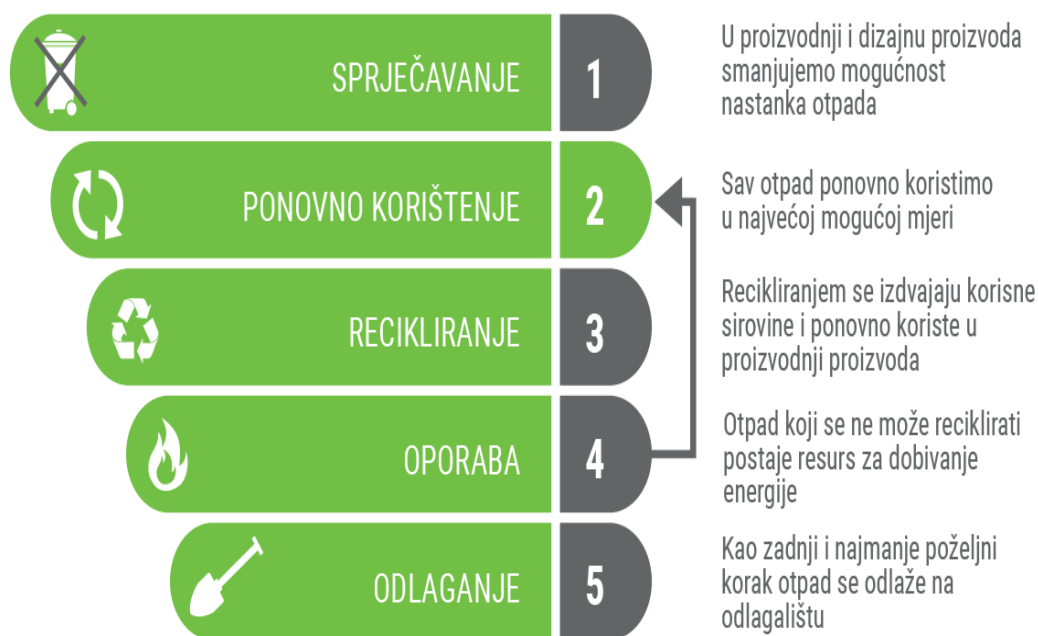 SPRJEČAVANJE
1
U proizvodnji i dizajnu proizvoda
smanjujemo mogućnost
nastanka otpada
PONOVNO KORIŠTENJE
2
Sav otpad ponovno koristimo
u najvećoj mogućoj mjeri
RECIKLIRANJE
3
Recikliranjem se izdvajaju korisne
sirovine i ponovno koriste u
proizvodnji proizvoda
OPORABA
4
Otpad koji se ne može reciklirati
postaje resurs za dobivanje
energije
ODLAGANJE
5
Kao zadnji i najmanje poželjni
korak otpad se odlaže na
odlagalištu